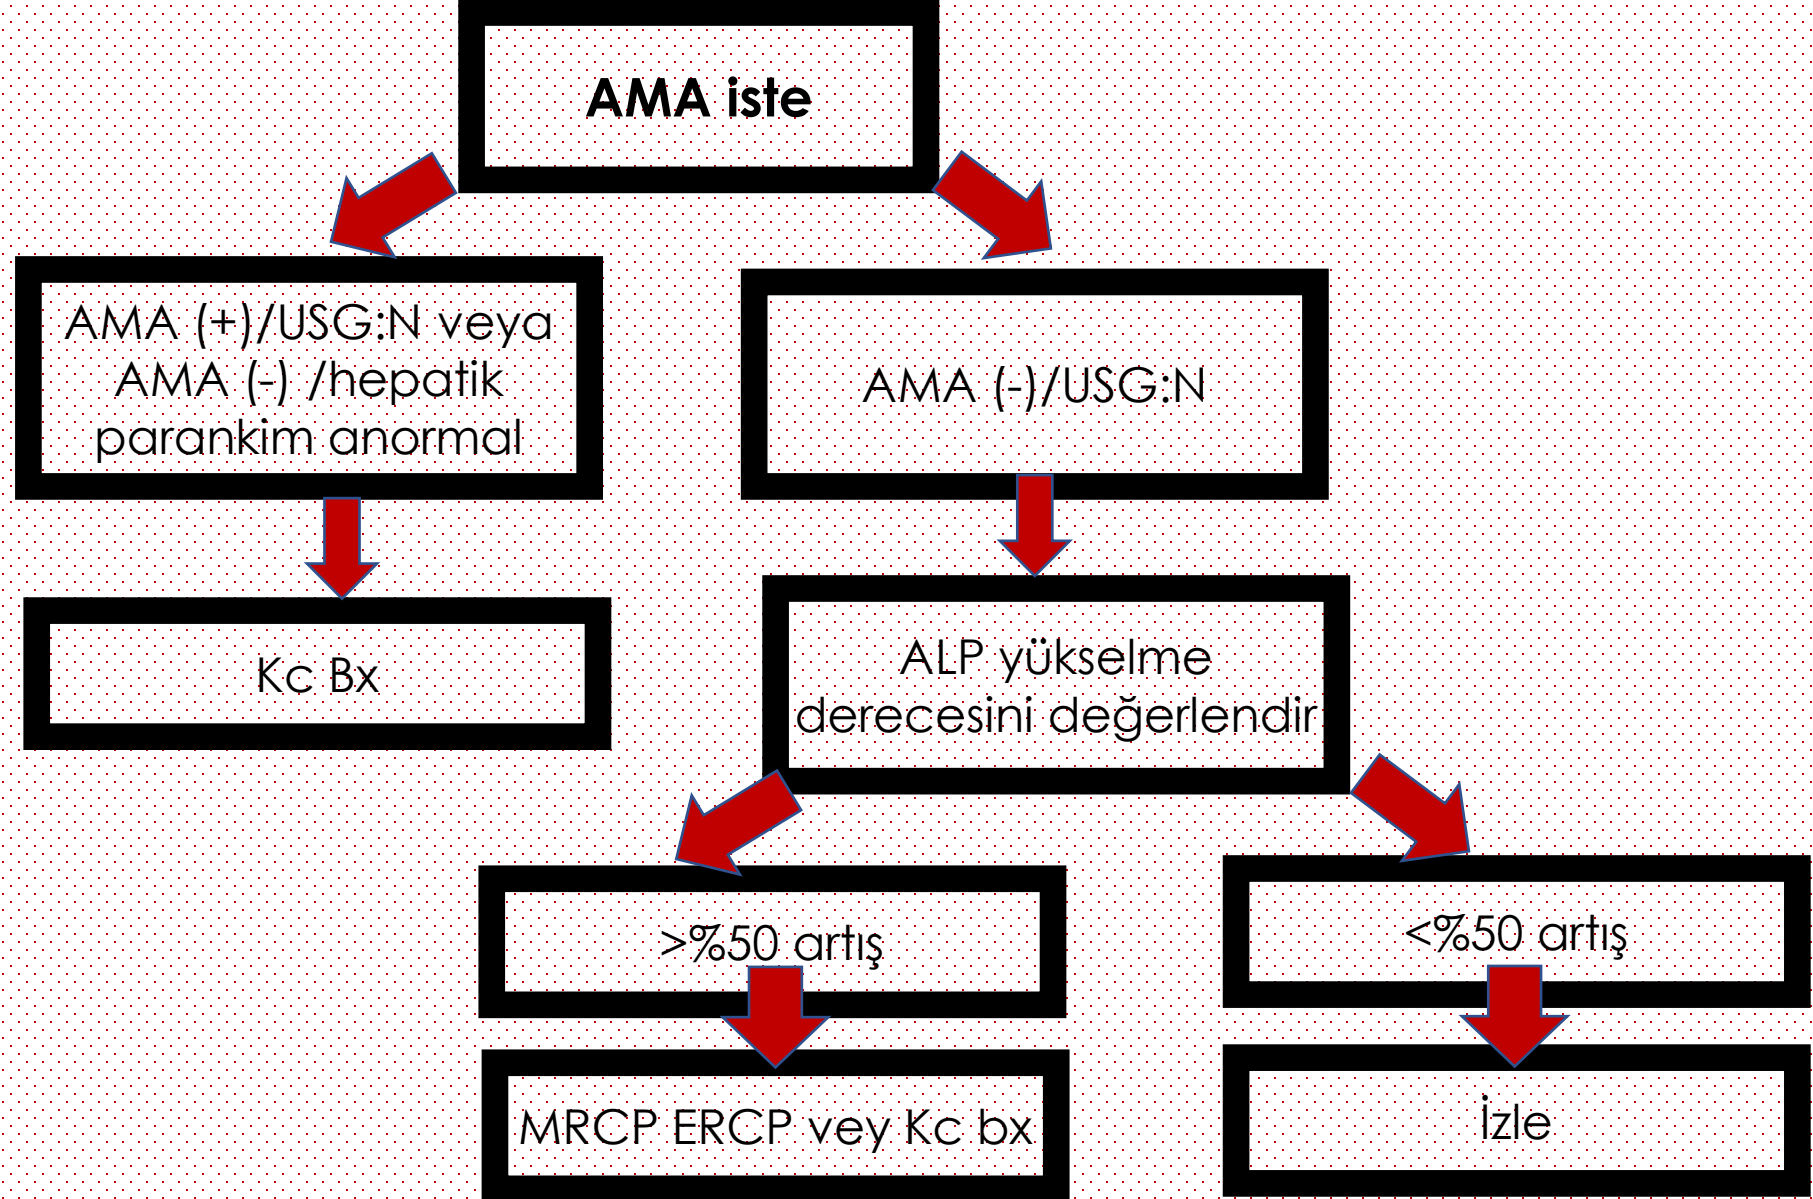 AMA iste
AMA (+)/USG:N veya
AMA (-) /hepatik
parankim anormal
AMA (-)/USG:N
Kc Bx
ALP yükselme
derecesini değerlendir
>%50 artış
<%50 artış
MRCP ERCP vey Kc bx
İzle